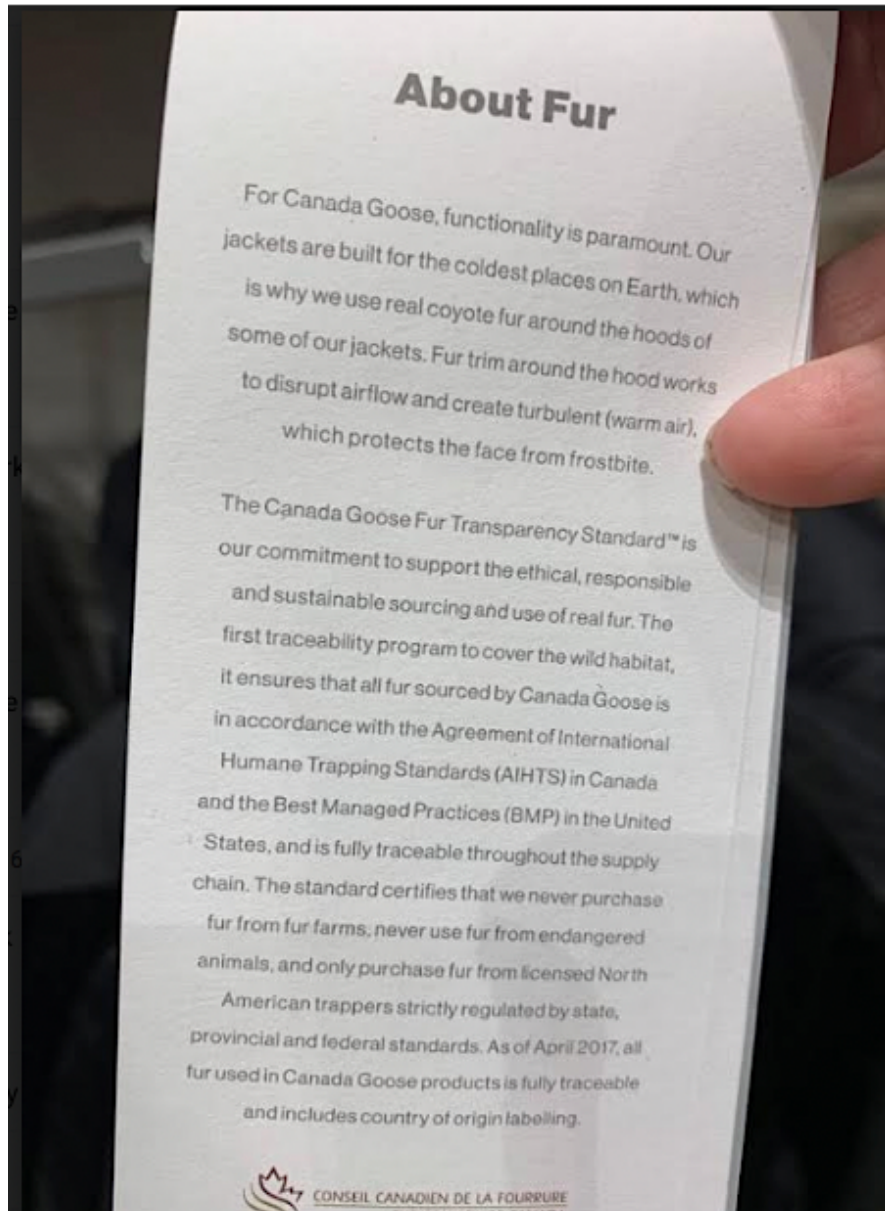 About Fur
For Canada Goose, functionality is paramount. Our
jackets are built for the coldest places on Earth, which
is why we use real coyote fur around the hoods of
some of our jackets. Fur trim around the hood works
to disrupt airflow and create turbulent (warm air),
which protects the face from frostbite.
The Canada Goose Fur Transparency Standard™ is
our commitment to support the ethical, responsible
and sustainable sourcing and use of real fur. The
first traceability program to cover the wild habitat,
it ensures that all fur sourced by Canada Goose is
in accordance with the Agreement of International
Humane Trapping Standards (AIHTS) in Canada
and the Best Managed Practices (BMP) in the United
States, and is fully traceable throughout the supply
chain. The standard certifies that we never purchase
fur from fur farms, never use fur from endangered
animals, and only purchase fur from licensed North
American trappers strictly regulated by state,
provincial and federal standards. As of April 2017, all
fur used in Canada Goose products is fully traceable
and includes country of origin labelling.
CONSEIL CANADIEN DE LA FOURRURE